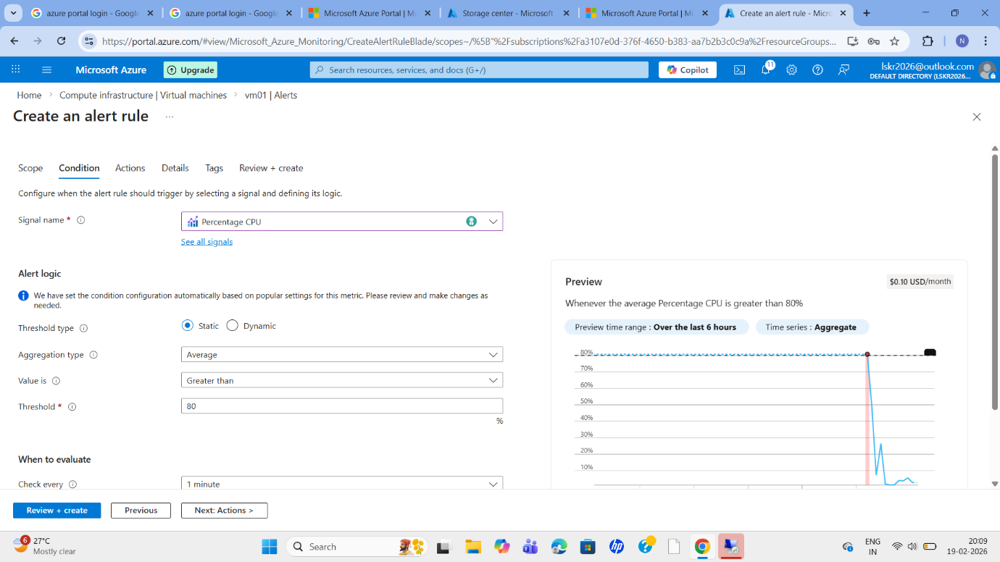 azure portal login - Google
azure portal login - Google
Microsoft Azure Portal | Mi
Storage center - Microsoft
Microsoft Azure Portal | Mi
Create an alert rule - Micro
https://portal.azure.com/#view/Microsoft_Azure_Monitoring/CreateAlertRuleBlade/scopes~/%5B"%2Fsubscriptions%2Fa3107e0d-376f-4650-b383-aa7b2b3c0c9a%2FresourceGroups...
N
Microsoft Azure
Upgrade
Search resources, services, and docs (G+/)
Copilot
11
lskr2026@outlook.com
DEFAULT DIRECTORY (LSKR2026...
Home > Compute infrastructure | Virtual machines > vm01 | Alerts
Create an alert rule ...
Scope Condition Actions Details Tags Review + create
Configure when the alert rule should trigger by selecting a signal and defining its logic.
Signal name *
Percentage CPU
See all signals
Alert logic
We have set the condition configuration automatically based on popular settings for this metric. Please review and make changes as
needed.
Threshold type
Static Dynamic
Aggregation type
Average
Value is
Greater than
Threshold *
80
%
When to evaluate
Check every
1 minute
Preview
$0.10 USD/month
Whenever the average Percentage CPU is greater than 80%
Preview time range : Over the last 6 hours
Time series : Aggregate
80%
70%
60%
50%
40%
30%
20%
10%
Review + create
Previous
Next: Actions >
6
27°C
Mostly clear
Search
ENG
IN
20:09
19-02-2026